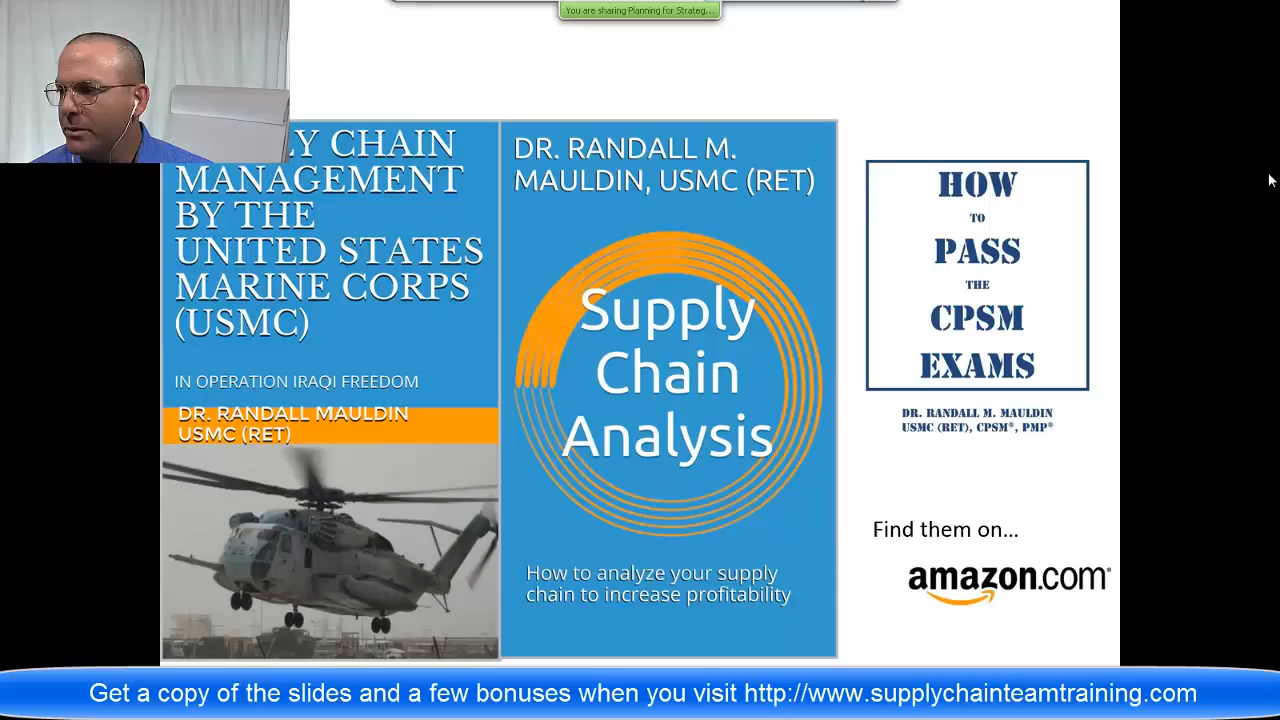 You are sharing Planning for Strateg...
LY CHAIN
MANAGEMENT
BY THE
UNITED STATES
MARINE CORPS
(USMC)
IN OPERATION IRAQI FREEDOM
DR. RANDALL MAULDIN
USMC (RET)
DR. RANDALL M.
MAULDIN, USMC (RET)
Supply
Chain
Analysis
How to analyze your supply
chain to increase profitability
HOW
TO
PASS
THE
CPSM
EXAMS
DR. RANDALL M. MAULDIN
USMC (RET), CPSM®, PMP®
Find them on...
amazon.com®
Get a copy of the slides and a few bonuses when you visit http://www.supplychainteamtraining.com